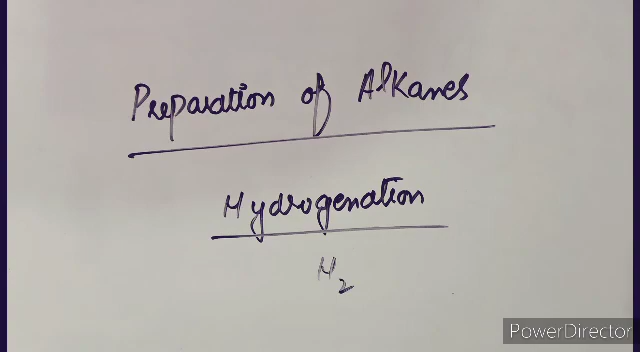 Preparation of Alkanes
Hydrogenation
H2
PowerDirector